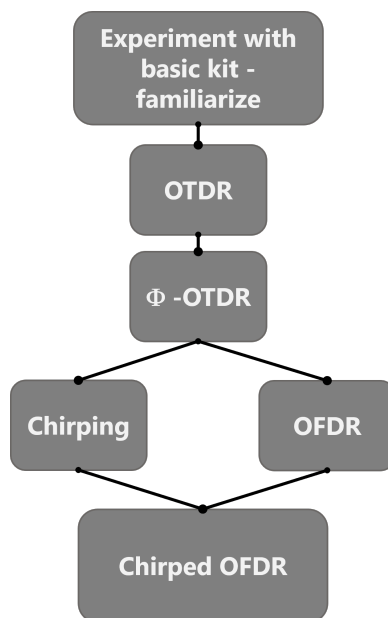 Experiment with
basic kit -
familiarize
OTDR
Φ -OTDR
Chirping
OFDR
Chirped OFDR